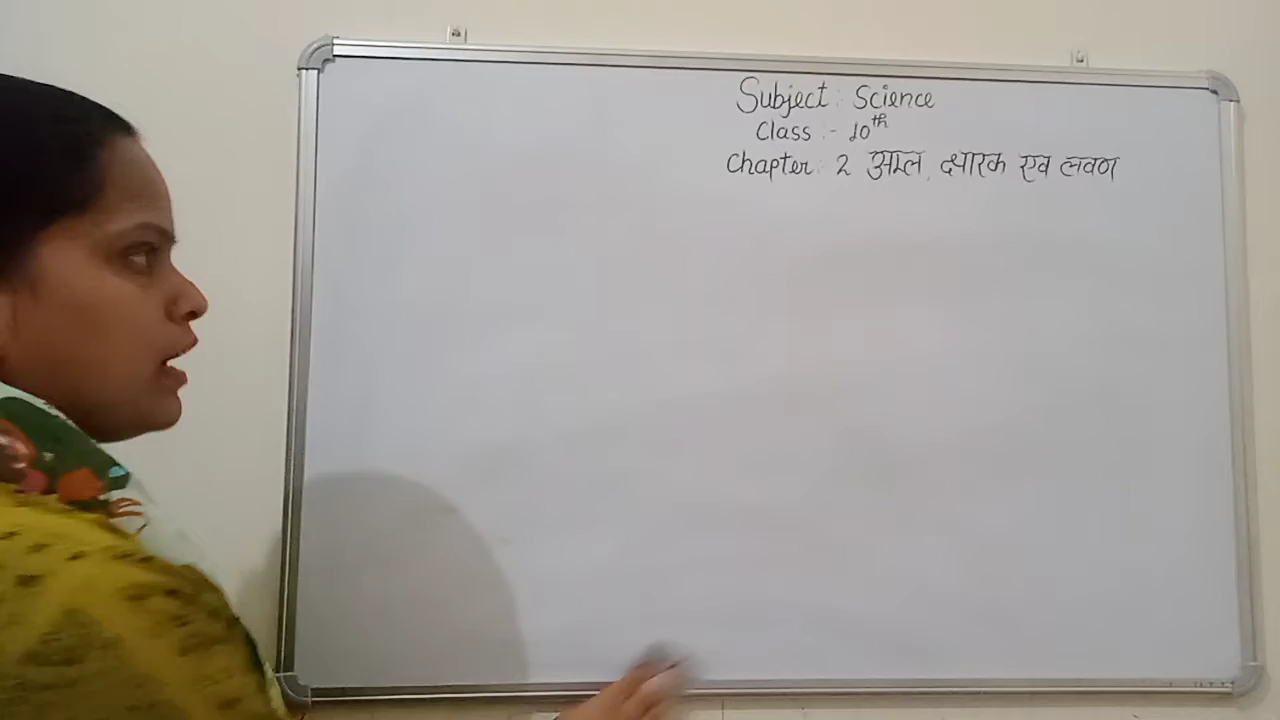 Subject : Science
Class :- 10th
Chapter : 2 अम्ल, क्षारक एव लवण